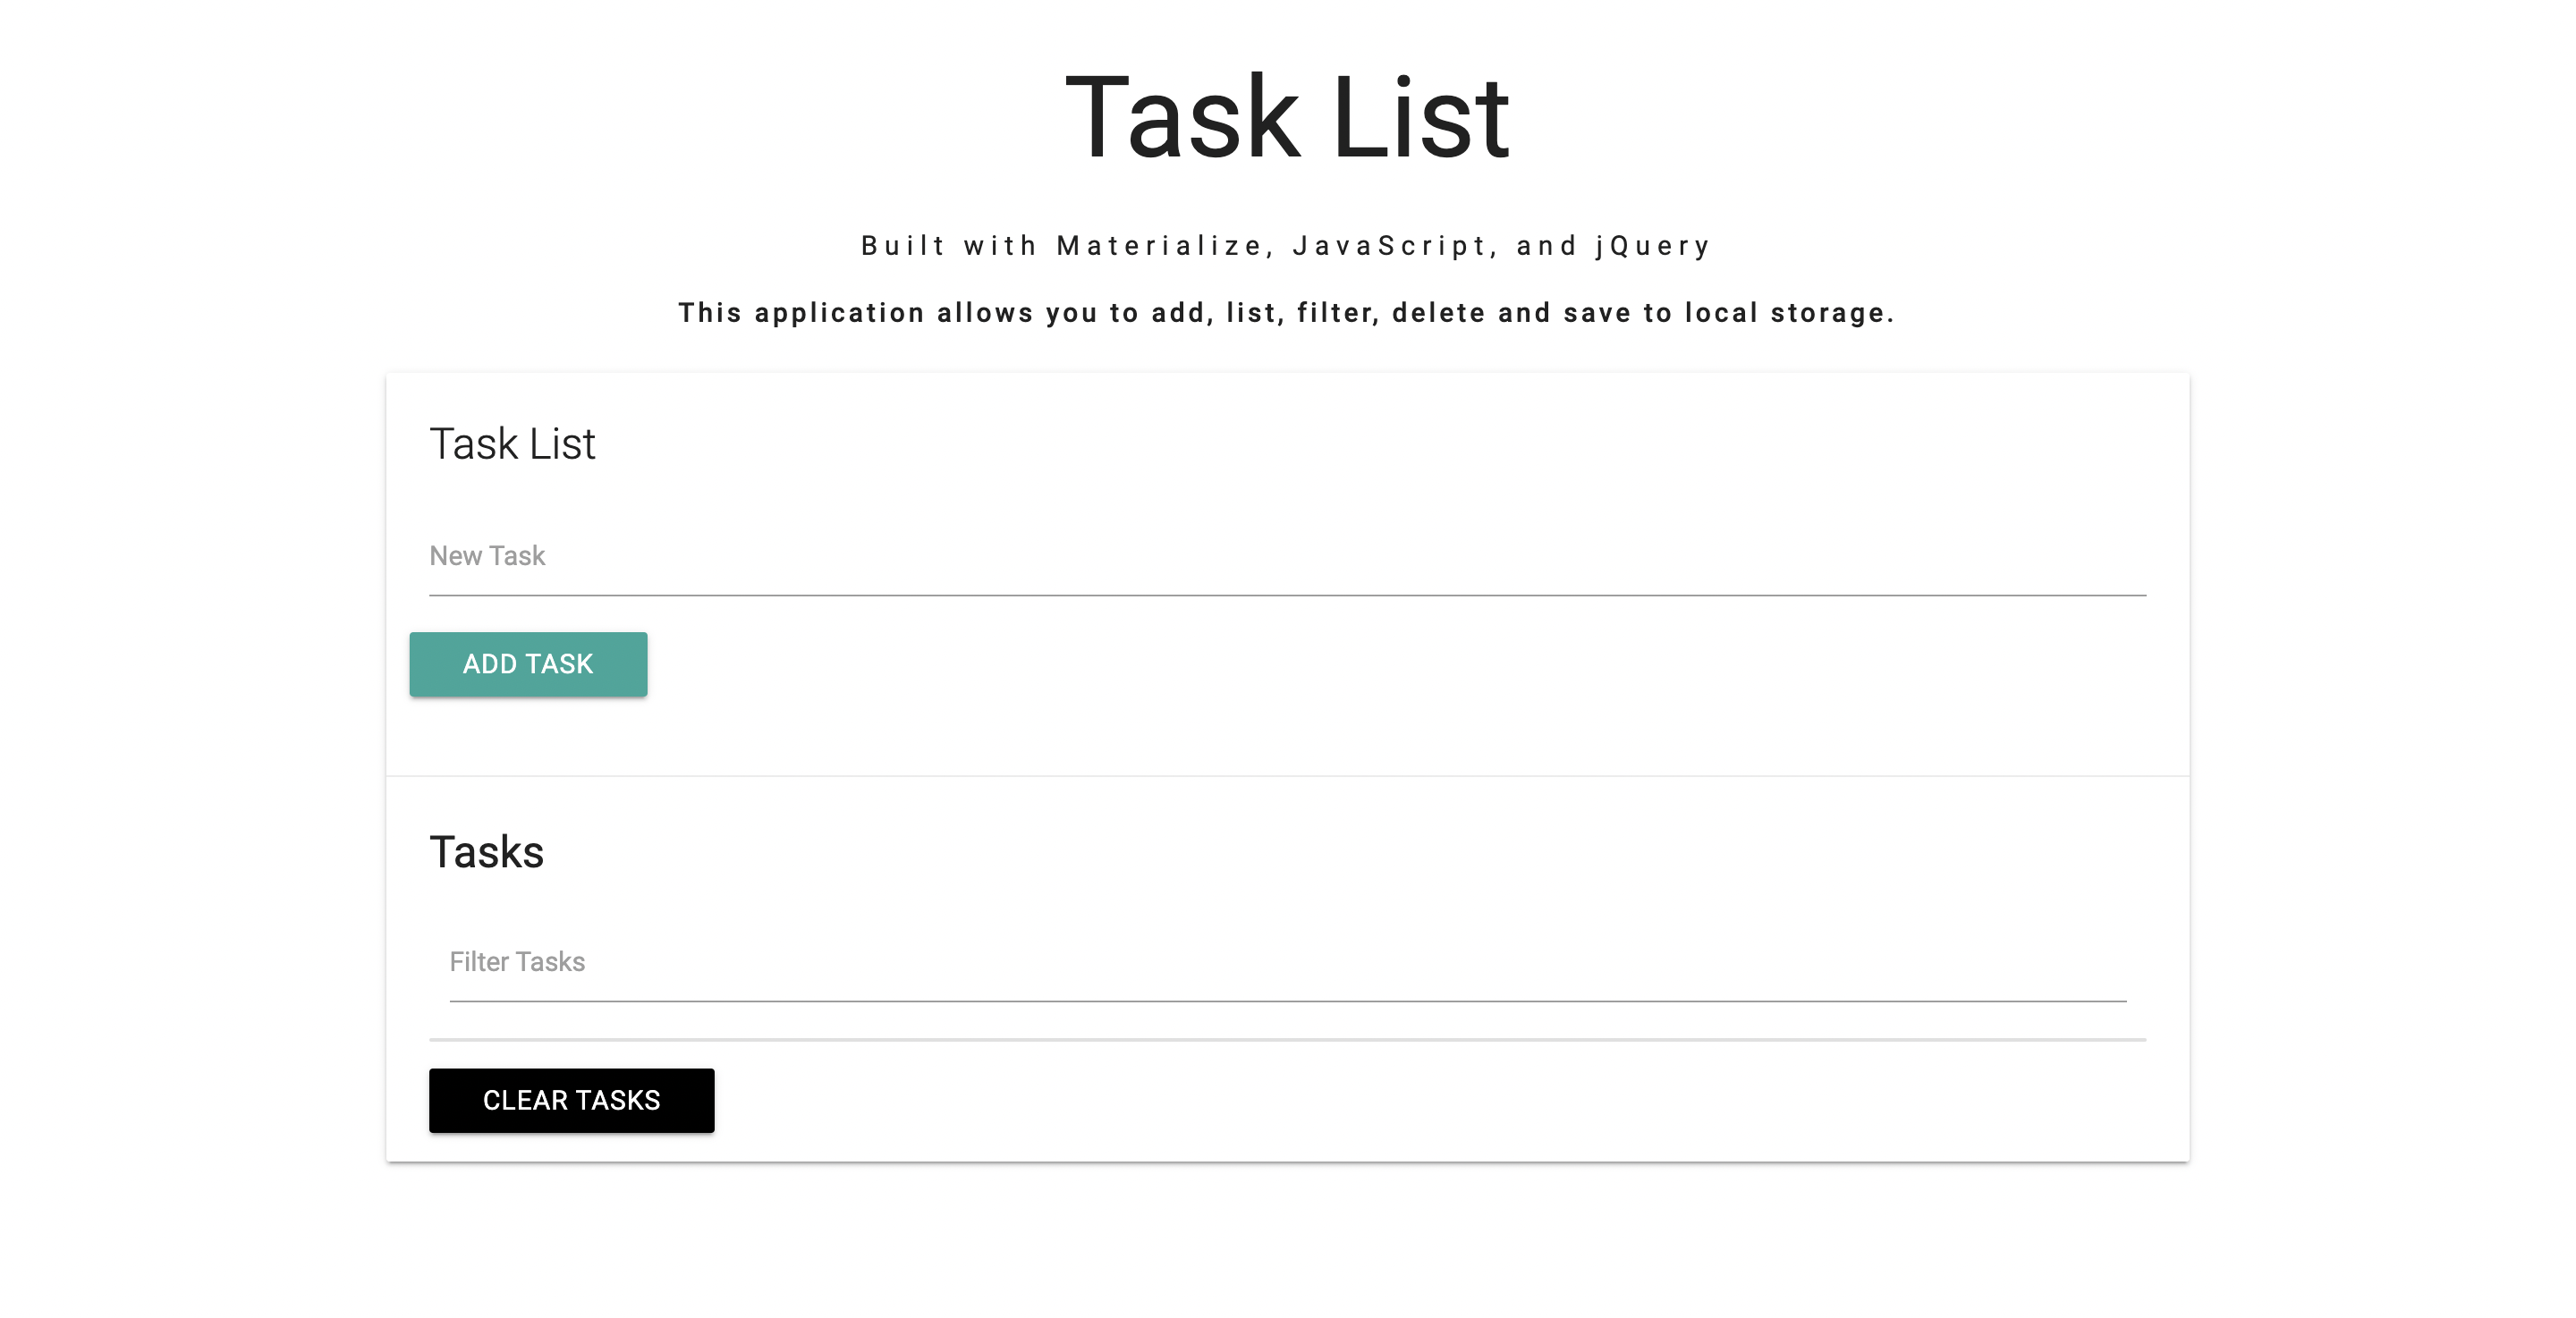 Task List
Built with Materialize, JavaScript, and jQuery
This application allows you to add, list, filter, delete and save to local storage.
Task List
New Task
ADD TASK
Tasks
Filter Tasks
CLEAR TASKS